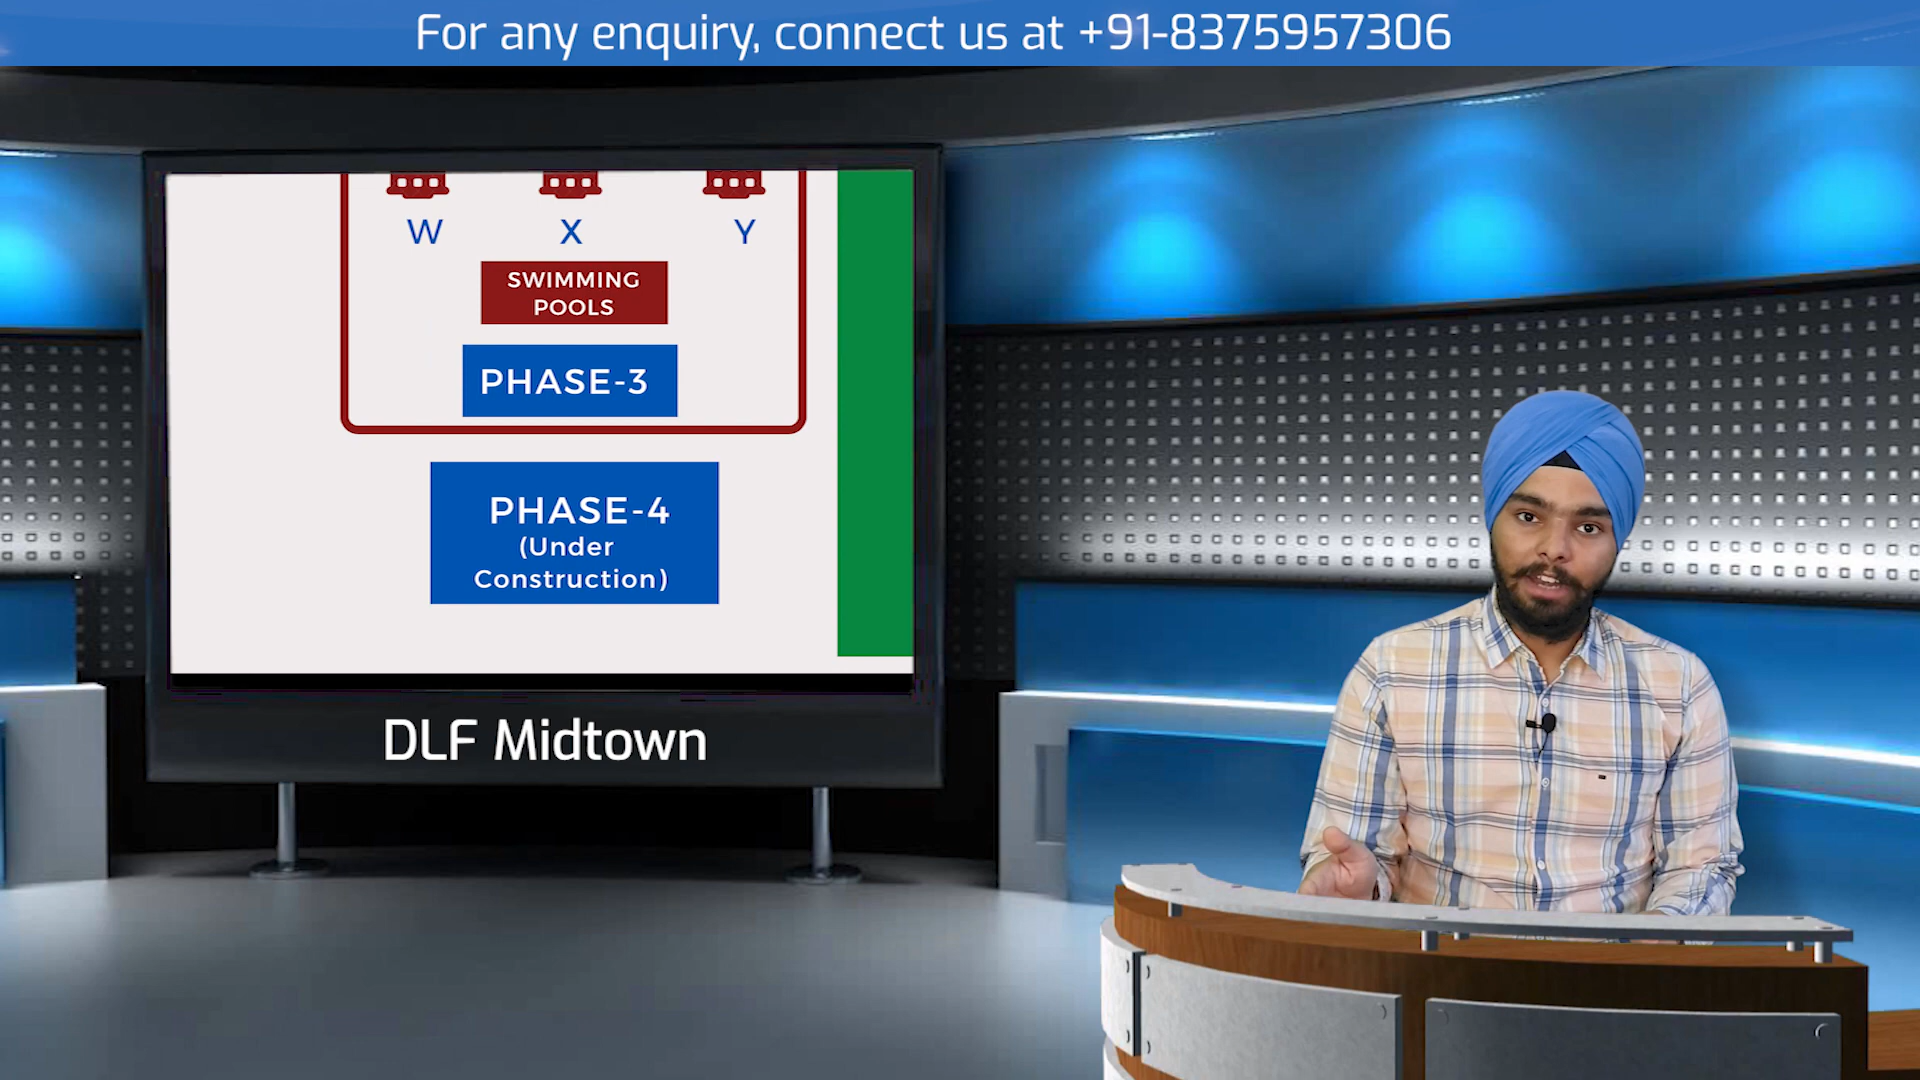 For any enquiry, connect us at +91-8375957306
W X Y
SWIMMING
POOLS
PHASE-3
PHASE-4
(Under
Construction)
DLF Midtown